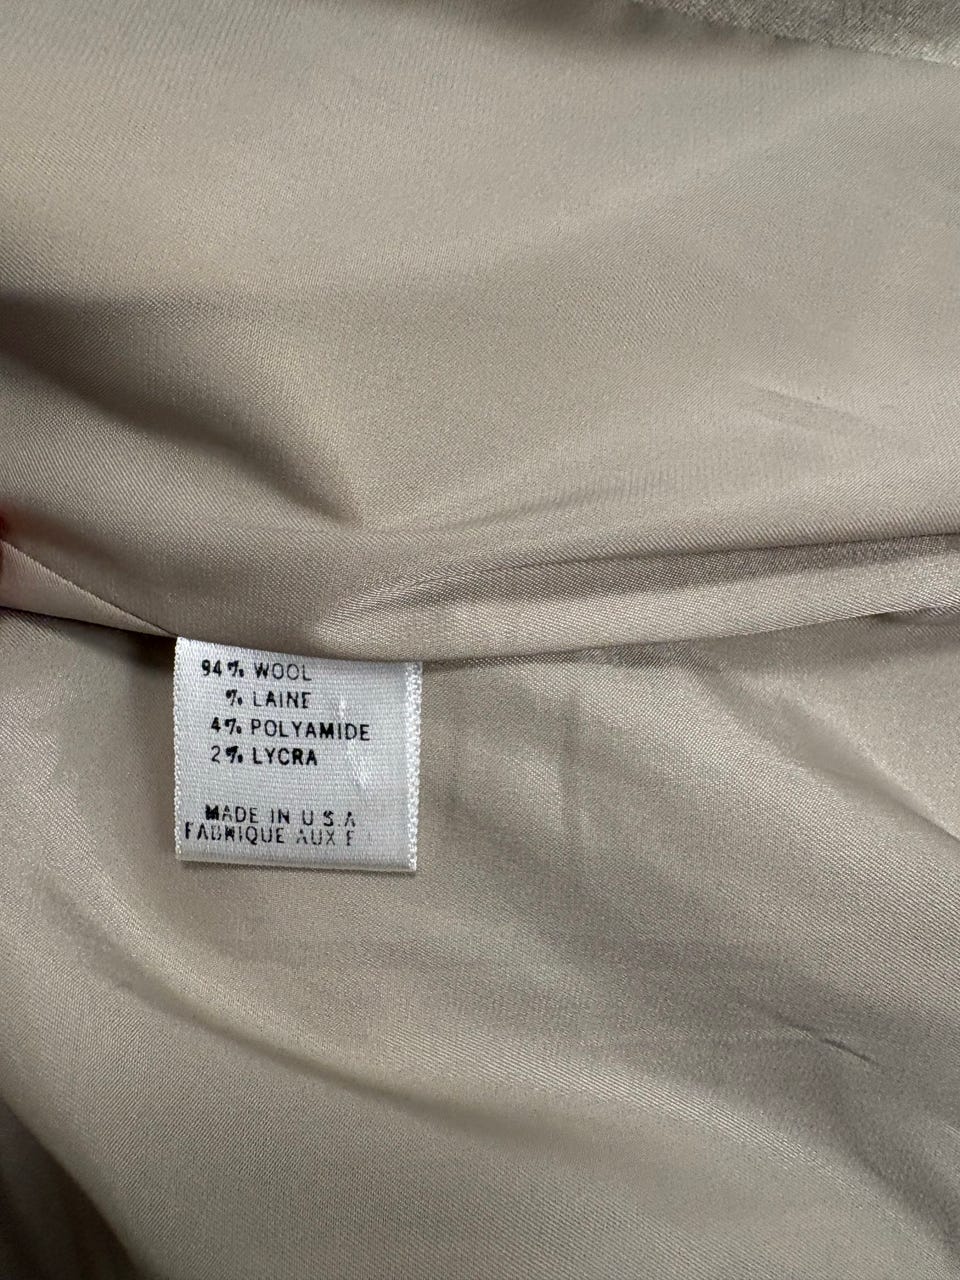 94% WOOL
% LAINE
4% POLYAMIDE
2% LYCRA
MADE IN U.S.A
FABRIQUE AUX